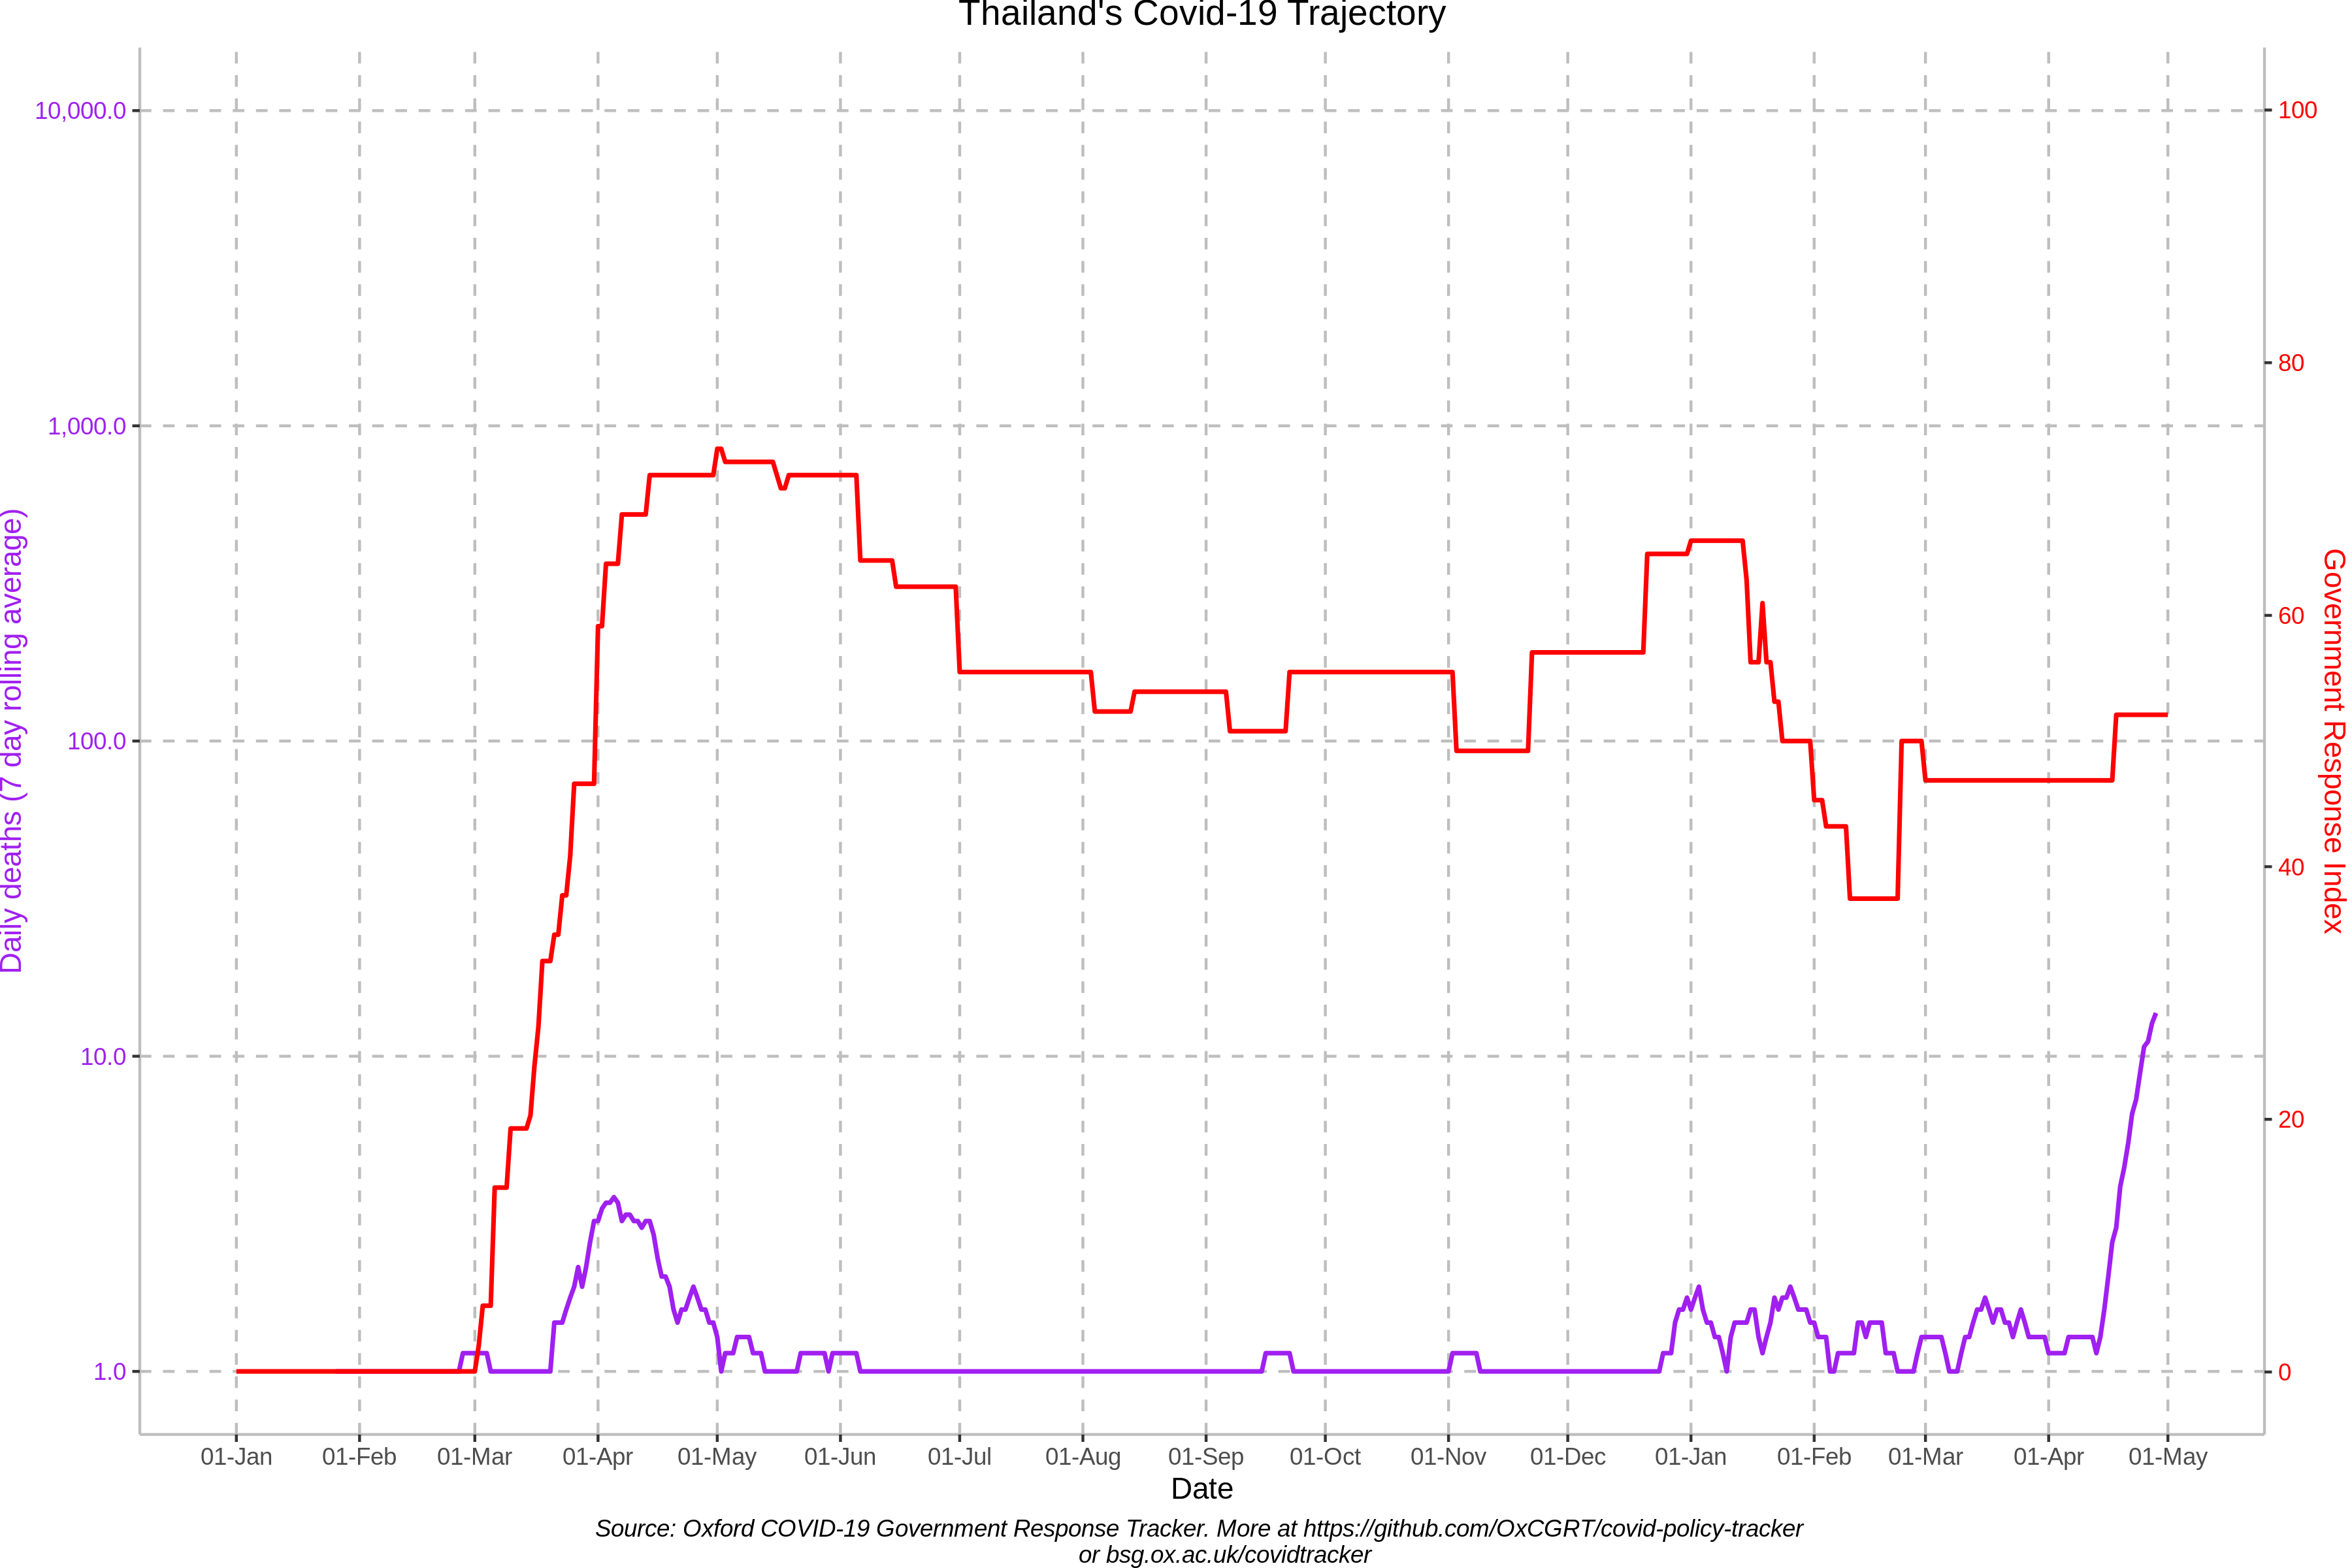 Thailand's Covid-19 Trajectory
10,000.0
1,000.0
100.0
10.0
1.0
Daily deaths (7 day rolling average)
100
80
60
40
20
0
Government Response Index
01-Jan 01-Feb 01-Mar 01-Apr 01-May 01-Jun 01-Jul 01-Aug 01-Sep 01-Oct 01-Nov 01-Dec 01-Jan 01-Feb 01-Mar 01-Apr 01-May
Date
Source: Oxford COVID-19 Government Response Tracker. More at https://github.com/OxCGRT/covid-policy-tracker
or bsg.ox.ac.uk/covidtracker